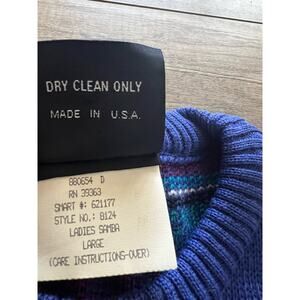 DRY CLEAN ONLY
MADE IN U.S.A.
880654 D
RN 39363
SMART #: 621177
STYLE NO.: 8124
LADIES SAMBA
LARGE
(CARE INSTRUCTIONS-OVER)